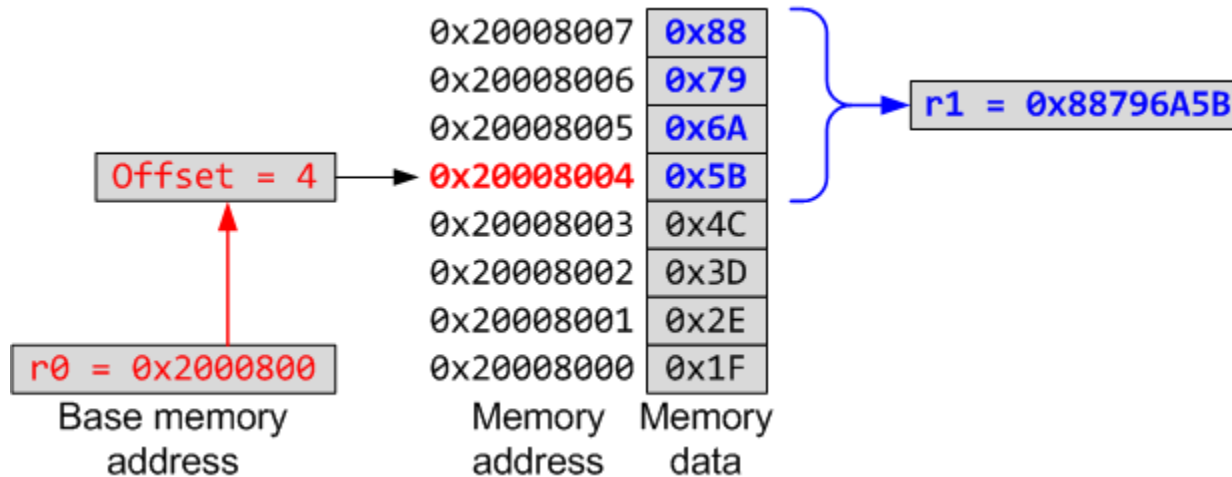 0x20008007 0x88
0x20008006 0x79
r1 = 0x88796A5B
0x20008005 0x6A
Offset = 4 0x20008004 0x5B
0x20008003 0x4C
0x20008002 0x3D
0x20008001 0x2E
r0 = 0x2000800 0x20008000 0x1F
Base memory Memory Memory
address address data